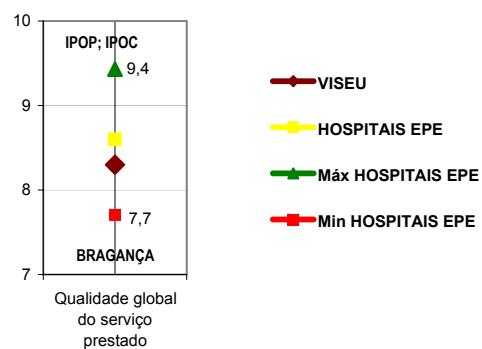 10
IPOP; IPOC
9,4
9
8
7,7
BRAGANÇA
7
Qualidade global
do serviço
prestado
VISEU
HOSPITAIS EPE
Máx HOSPITAIS EPE
Min HOSPITAIS EPE